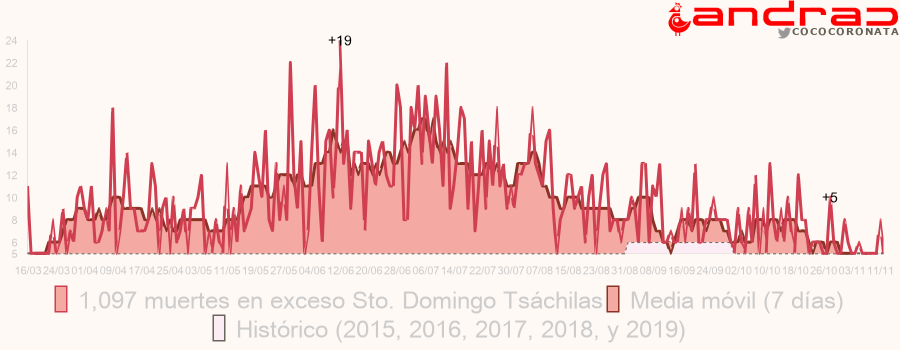 andrab
COCOCORONATA
24
22
20
18
16
14
12
10
8
6
5
+19
+5
16/03 24/03 01/04 09/04 17/04 25/04 03/05 11/05 19/05 27/05 04/06 12/06 20/06 28/06 06/07 14/07 22/07 30/07 07/08 15/08 23/08 31/08 08/09 16/09 24/09 02/10 10/10 18/10 26/10 03/11 11/11
1,097 muertes en exceso Sto. Domingo Tsáchilas Media móvil (7 días)
Histórico (2015, 2016, 2017, 2018, y 2019)